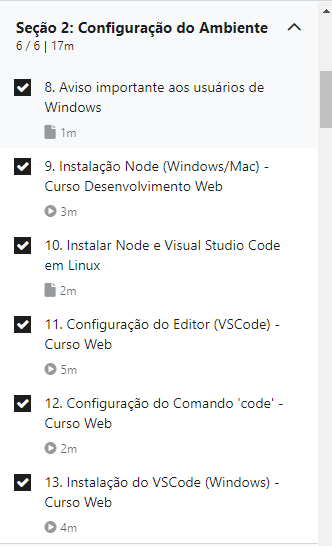 Seção 2: Configuração do Ambiente
6 / 6 | 17m
8. Aviso importante aos usuários de
Windows
1m
9. Instalação Node (Windows/Mac) -
Curso Desenvolvimento Web
3m
10. Instalar Node e Visual Studio Code
em Linux
2m
11. Configuração do Editor (VSCode) -
Curso Web
5m
12. Configuração do Comando 'code' -
Curso Web
2m
13. Instalação do VSCode (Windows) -
Curso Web
4m